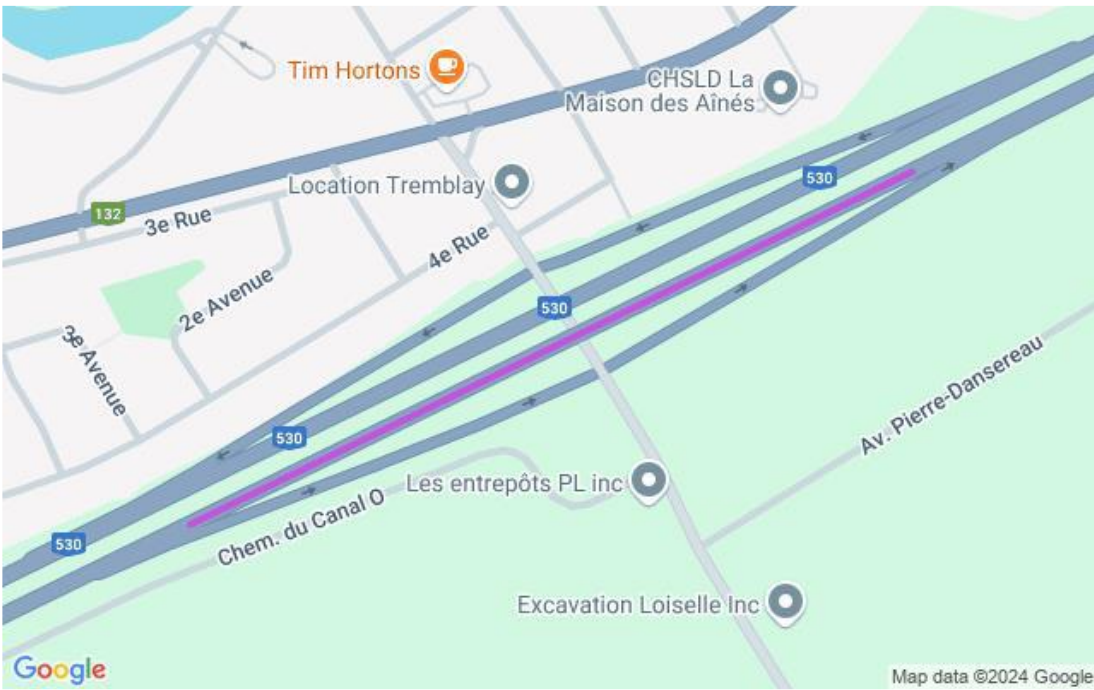 Tim Hortons
CHSLD La
Maison des Aînés
530
Location Tremblay
132
3e Rue
4e Rue
2e Avenue
530
3e Avenue
Av. Pierre-Dansereau
530
Les entrepôts PL inc
Chem. du Canal O
530
Excavation Loiselle Inc
Google
Map data ©2024 Google